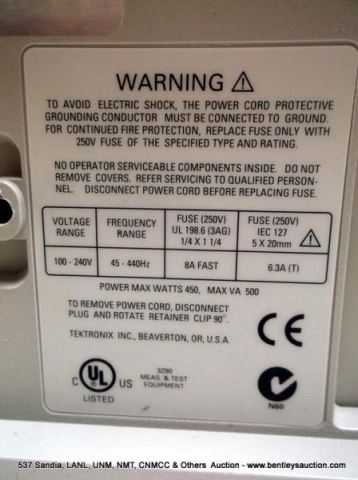 WARNING ⚠
TO AVOID ELECTRIC SHOCK, THE POWER CORD PROTECTIVE
GROUNDING CONDUCTOR MUST BE CONNECTED TO GROUND.
FOR CONTINUED FIRE PROTECTION, REPLACE FUSE ONLY WITH
250V FUSE OF THE SPECIFIED TYPE AND RATING.
NO OPERATOR SERVICEABLE COMPONENTS INSIDE. DO NOT
REMOVE COVERS. REFER SERVICING TO QUALIFIED PERSON-
NEL. DISCONNECT POWER CORD BEFORE REPLACING FUSE.
VOLTAGE RANGE
FREQUENCY RANGE
FUSE (250V) UL 198.6 (3AG) 1/4 X 1 1/4
FUSE (250V) IEC 127 5 X 20mm ⚠
100 - 240V
45 - 440Hz
8A FAST
6.3A (T)
POWER MAX WATTS 450, MAX VA 500
TO REMOVE POWER CORD, DISCONNECT
PLUG AND ROTATE RETAINER CLIP 90°.
CE
TEKTRONIX INC., BEAVERTON, OR, U.S.A.
C UL US
LISTED
3Z80
MEAS. & TEST
EQUIPMENT
N60
537 Sandia, LANL, UNM, NMT, CNMCC & Others Auction - www.bentleysauction.com